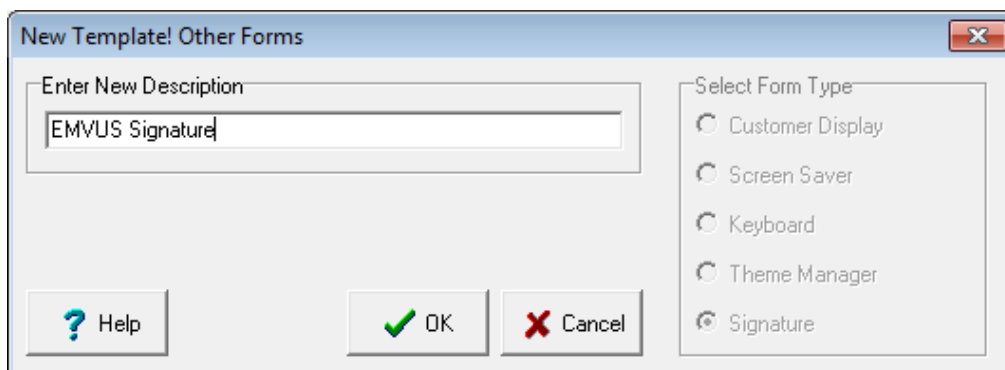 New Template! Other Forms
Enter New Description
EMVUS Signature
Select Form Type
Customer Display
Screen Saver
Keyboard
Theme Manager
Signature
? Help
OK
Cancel